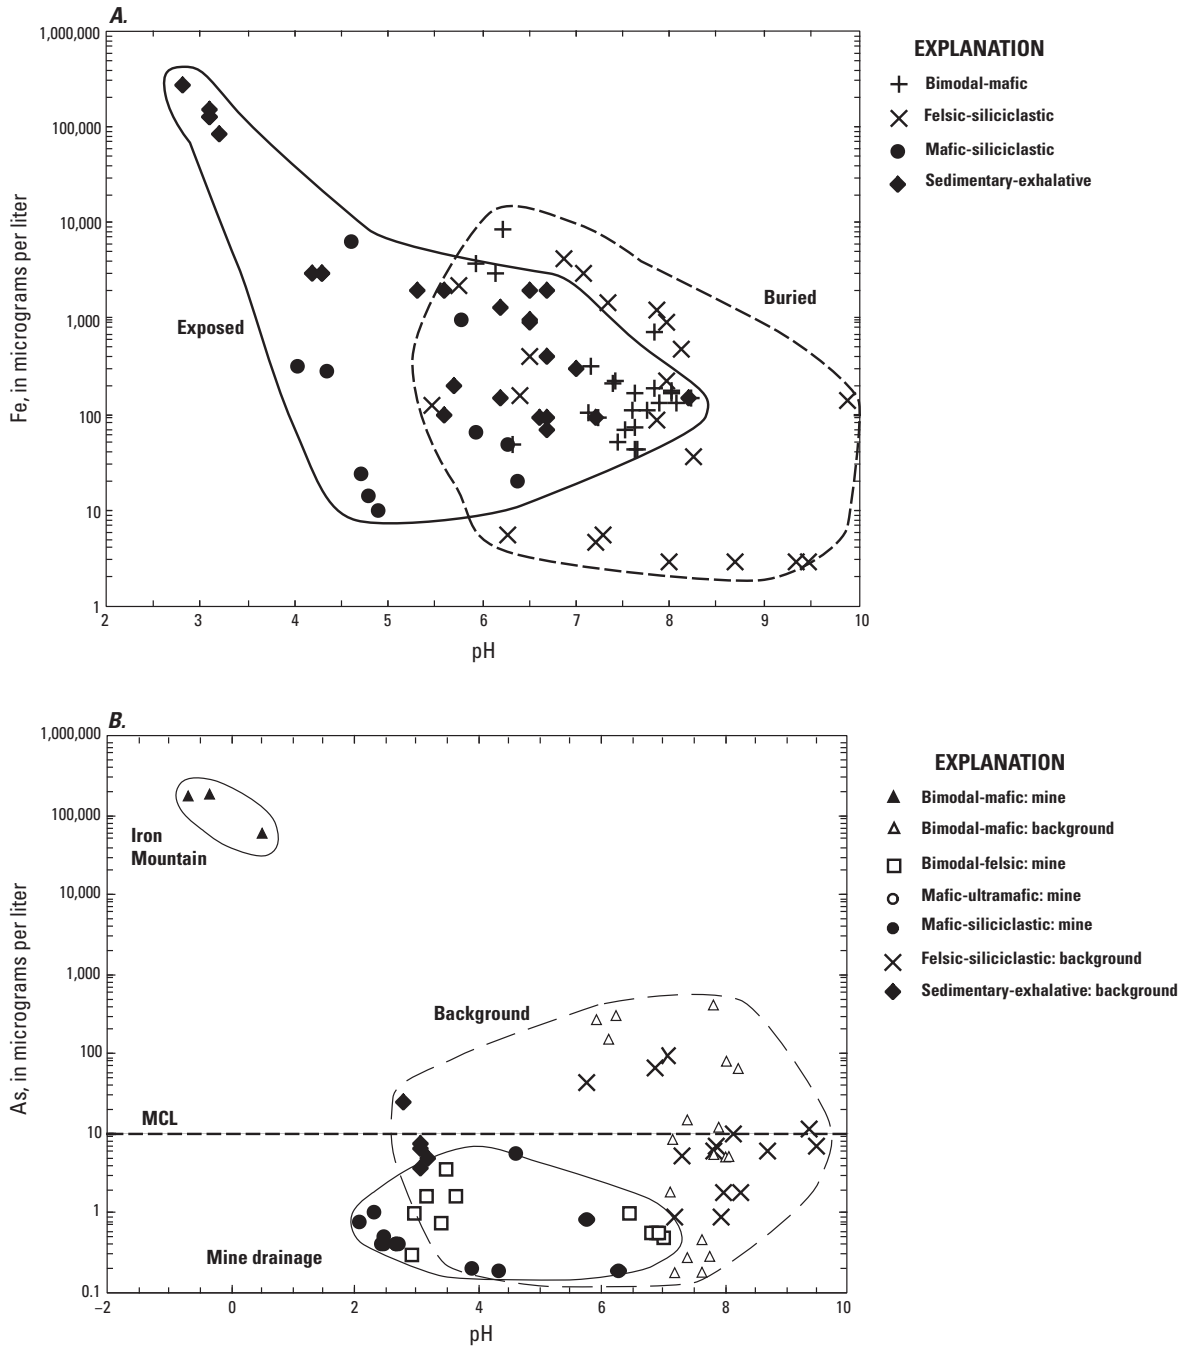 A.
1,000,000
100,000
10,000
1,000
100
10
1
Fe, in micrograms per liter
2 3 4 5 6 7 8 9 10
pH
Exposed
Buried
EXPLANATION
Bimodal-mafic
Felsic-siliciclastic
Mafic-siliciclastic
Sedimentary-exhalative
B.
1,000,000
100,000
10,000
1,000
100
10
1
0.1
As, in micrograms per liter
–2 0 2 4 6 8 10
pH
Iron
Mountain
Background
MCL
Mine drainage
EXPLANATION
Bimodal-mafic: mine
Bimodal-mafic: background
Bimodal-felsic: mine
Mafic-ultramafic: mine
Mafic-siliciclastic: mine
Felsic-siliciclastic: background
Sedimentary-exhalative: background